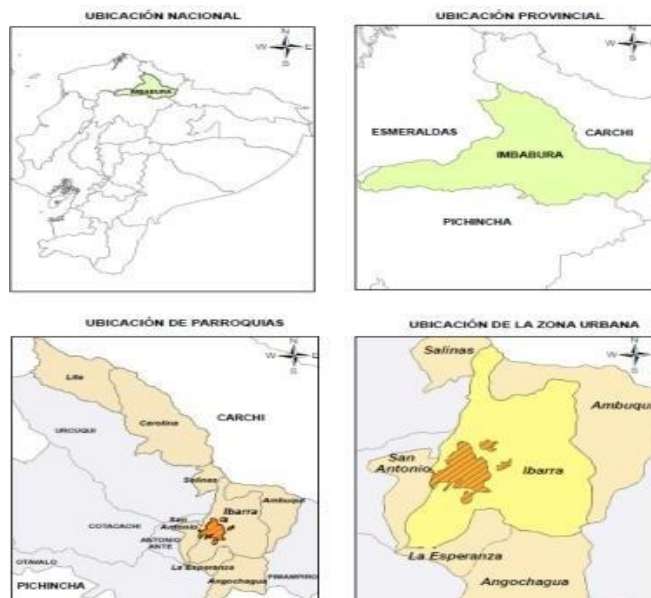 UBICACIÓN NACIONAL
N
W E
S
IMBABURA
UBICACIÓN PROVINCIAL
N
W
S
ESMERALDAS
CARCHI
IMBABURA
PICHINCHA
UBICACIÓN DE PARROQUIAS
N
W E
S
Lita
Carolina
CARCHI
URCUQUI
Salinas
Ambuqui
Ibarra
San
Antonio
COTACACHI
ANTONIO
ANTE
La Esperanza
OTAVALO
PIMAMPIRO
Angochagua
PICHINCHA
UBICACIÓN DE LA ZONA URBANA
N
W
S
Salinas
Ambuqui
San
Antonio
Ibarra
La Esperanza
Angochagua